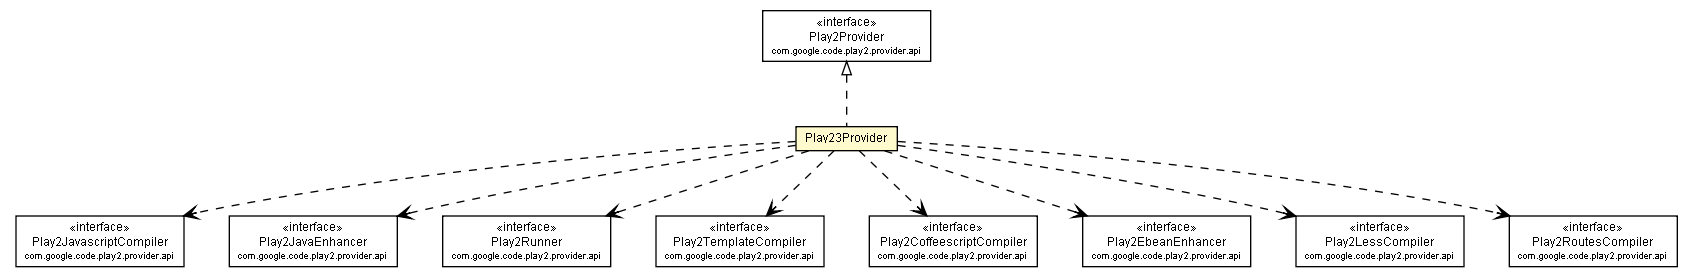 «interface»
Play2Provider
com.google.code.play2.provider.api
Play23Provider
«interface»
Play2JavascriptCompiler
com.google.code.play2.provider.api
«interface»
Play2JavaEnhancer
com.google.code.play2.provider.api
«interface»
Play2Runner
com.google.code.play2.provider.api
«interface»
Play2TemplateCompiler
com.google.code.play2.provider.api
«interface»
Play2CoffeescriptCompiler
com.google.code.play2.provider.api
«interface»
Play2EbeanEnhancer
com.google.code.play2.provider.api
«interface»
Play2LessCompiler
com.google.code.play2.provider.api
«interface»
Play2RoutesCompiler
com.google.code.play2.provider.api